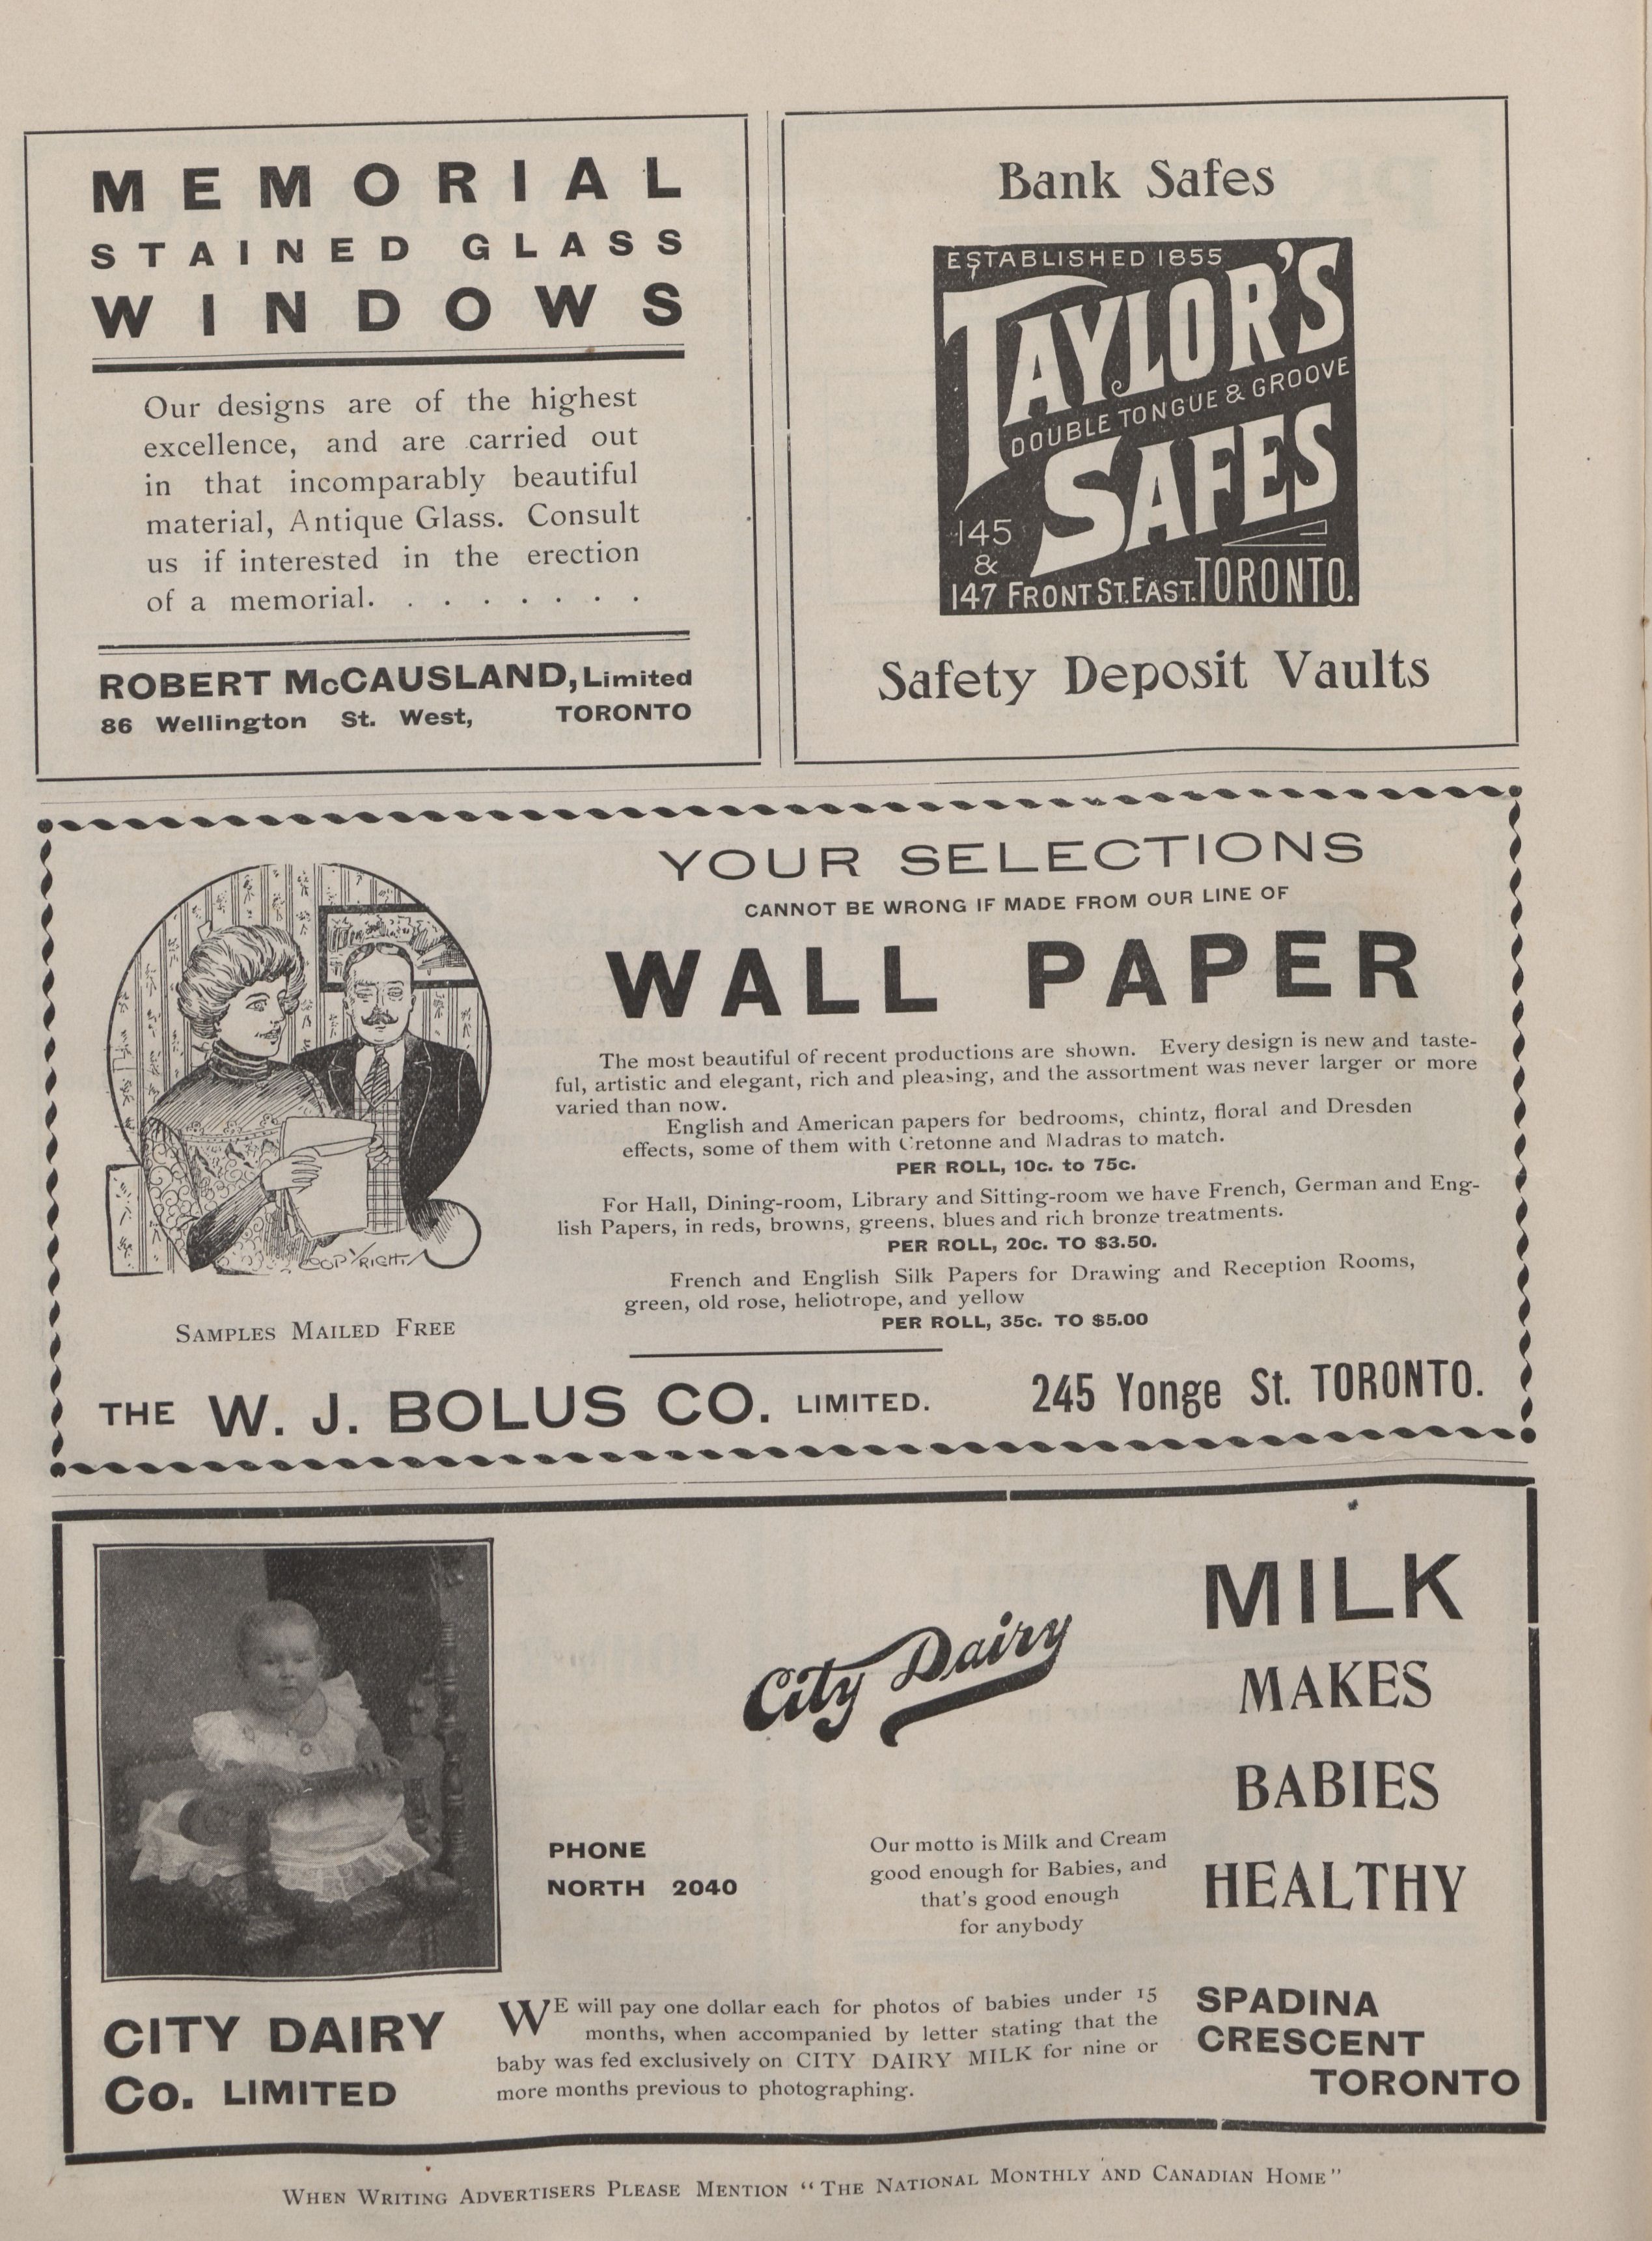 MEMORIAL
STAINED GLASS
WINDOWS
Our designs are of the highest
excellence, and are carried out
in that incomparably beautiful
material, Antique Glass. Consult
us if interested in the erection
of a memorial. . . . . . . .
ROBERT McCAUSLAND, Limited
86 Wellington St. West, TORONTO
Bank Safes
ESTABLISHED 1855
TAYLOR'S
DOUBLE TONGUE & GROOVE
SAFES
145
&
147 FRONT ST. EAST. TORONTO.
Safety Deposit Vaults
YOUR SELECTIONS
CANNOT BE WRONG IF MADE FROM OUR LINE OF
WALL PAPER
The most beautiful of recent productions are shown. Every design is new and taste-
ful, artistic and elegant, rich and pleasing, and the assortment was never larger or more
varied than now.
English and American papers for bedrooms, chintz, floral and Dresden
effects, some of them with Cretonne and Madras to match.
PER ROLL, 10c. to 75c.
For Hall, Dining-room, Library and Sitting-room we have French, German and Eng-
lish Papers, in reds, browns, greens, blues and rich bronze treatments.
PER ROLL, 20c. TO $3.50.
French and English Silk Papers for Drawing and Reception Rooms,
green, old rose, heliotrope, and yellow
PER ROLL, 35c. TO $5.00
COPYRIGHT
SAMPLES MAILED FREE
THE W. J. BOLUS CO. LIMITED. 245 Yonge St. TORONTO.
City Dairy
MILK
MAKES
BABIES
HEALTHY
PHONE
NORTH 2040
Our motto is Milk and Cream
good enough for Babies, and
that's good enough
for anybody
CITY DAIRY
Co. LIMITED
WE will pay one dollar each for photos of babies under 15
months, when accompanied by letter stating that the
baby was fed exclusively on CITY DAIRY MILK for nine or
more months previous to photographing.
SPADINA
CRESCENT
TORONTO
WHEN WRITING ADVERTISERS PLEASE MENTION "THE NATIONAL MONTHLY AND CANADIAN HOME"